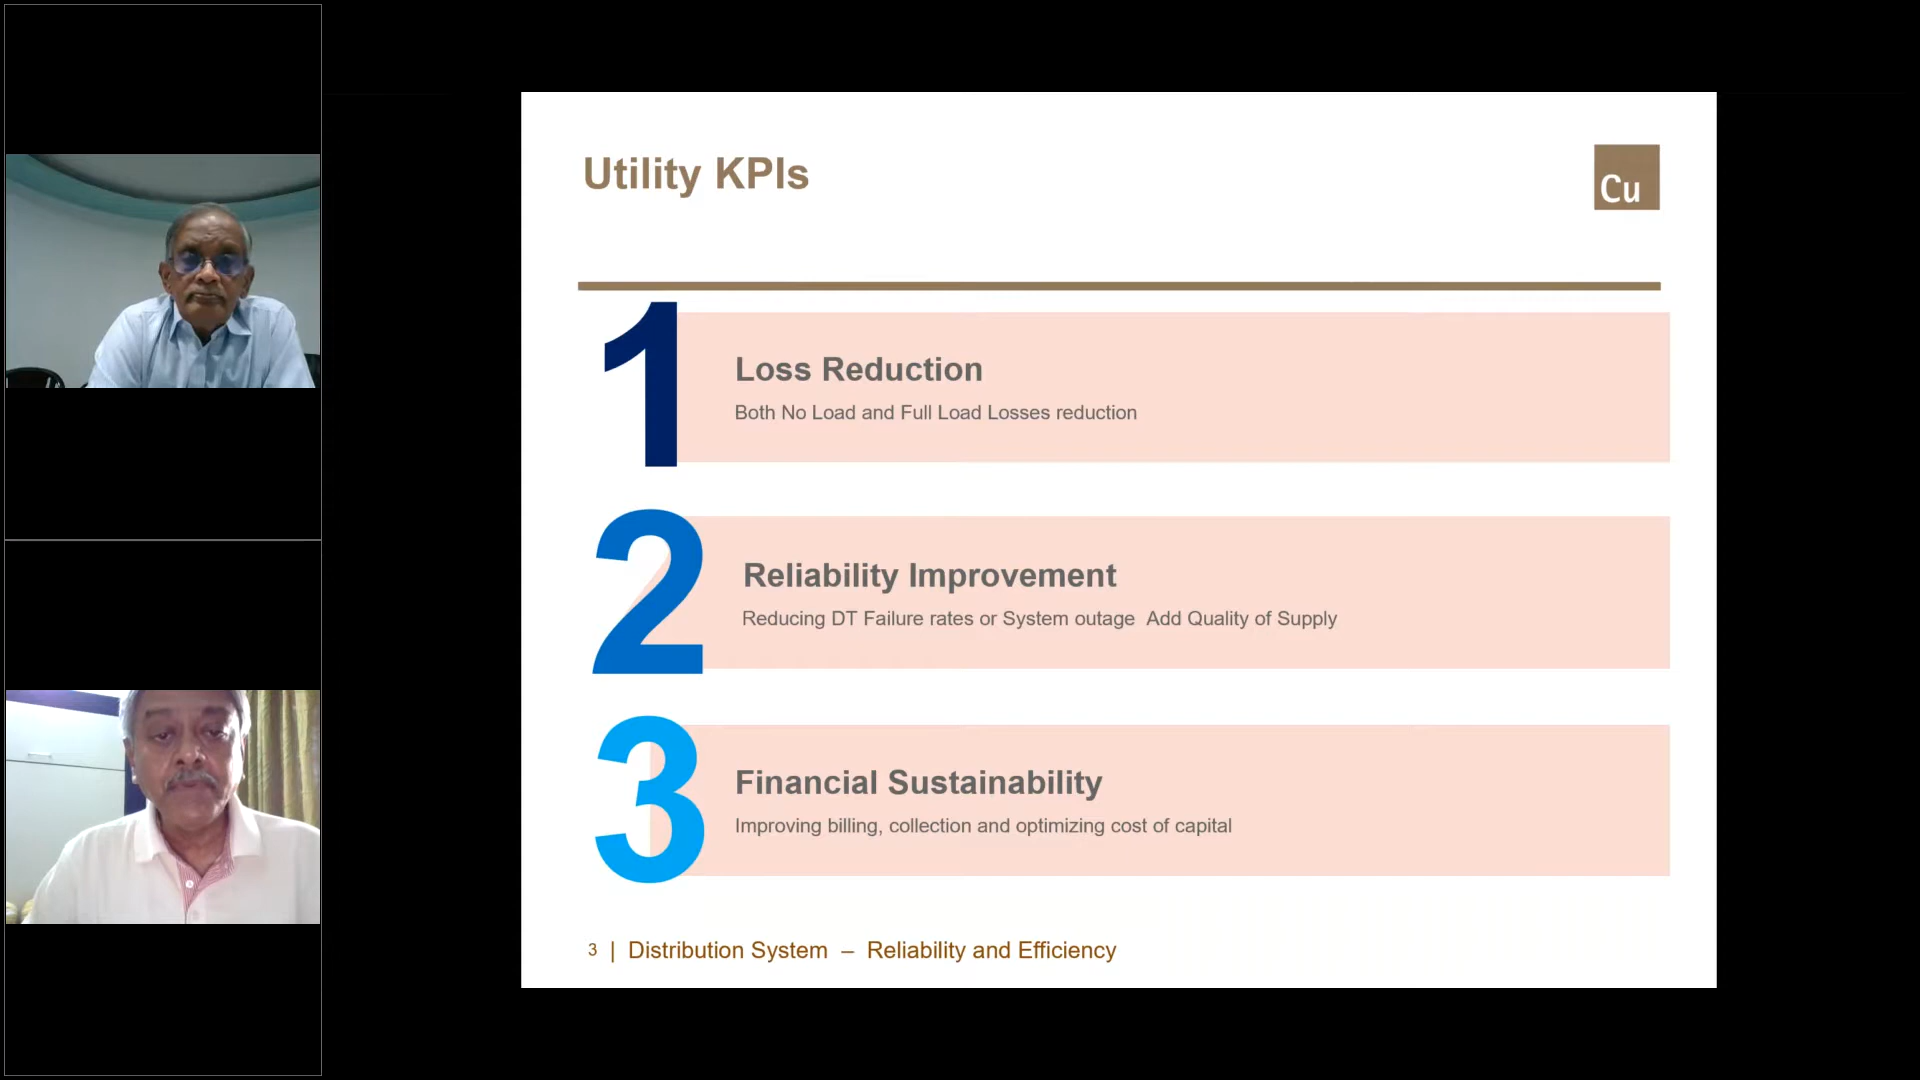 Utility KPIs
Cu
1
Loss Reduction
Both No Load and Full Load Losses reduction
2
Reliability Improvement
Reducing DT Failure rates or System outage  Add Quality of Supply
3
Financial Sustainability
Improving billing, collection and optimizing cost of capital
3 | Distribution System – Reliability and Efficiency